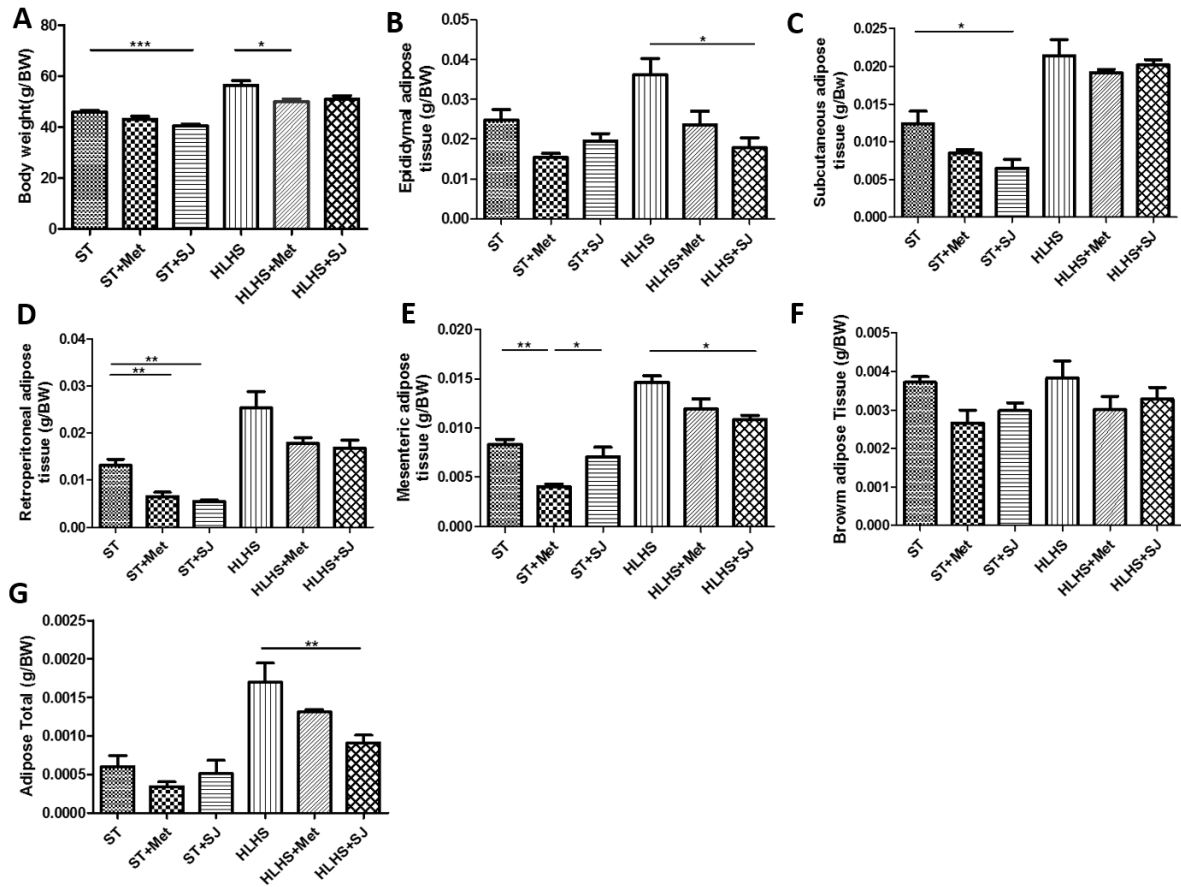 A
Body weight(g/BW)
80
60
40
20
0
***
*
ST
ST+Met
ST+SJ
HLHS
HLHS+Met
HLHS+SJ
B
Epididymal adipose
tissue (g/BW)
0.05
0.04
0.03
0.02
0.01
0.00
*
ST
ST+Met
ST+SJ
HLHS
HLHS+Met
HLHS+SJ
C
Subcutaneous adipose
tissue (g/Bw)
0.025
0.020
0.015
0.010
0.005
0.000
*
ST
ST+Met
ST+SJ
HLHS
HLHS+Met
HLHS+SJ
D
Retroperitoneal adipose
tissue (g/BW)
0.04
0.03
0.02
0.01
0.00
**
**
ST
ST+Met
ST+SJ
HLHS
HLHS+Met
HLHS+SJ
E
Mesenteric adipose
tissue (g/BW)
0.020
0.015
0.010
0.005
0.000
**
*
*
ST
ST+Met
ST+SJ
HLHS
HLHS+Met
HLHS+SJ
F
Browm adipose Tissue (g/BW)
0.005
0.004
0.003
0.002
0.001
0.000
ST
ST+Met
ST+SJ
HLHS
HLHS+Met
HLHS+SJ
G
Adipose Total (g/BW)
0.0025
0.0020
0.0015
0.0010
0.0005
0.0000
**
ST
ST+Met
ST+SJ
HLHS
HLHS+Met
HLHS+SJ